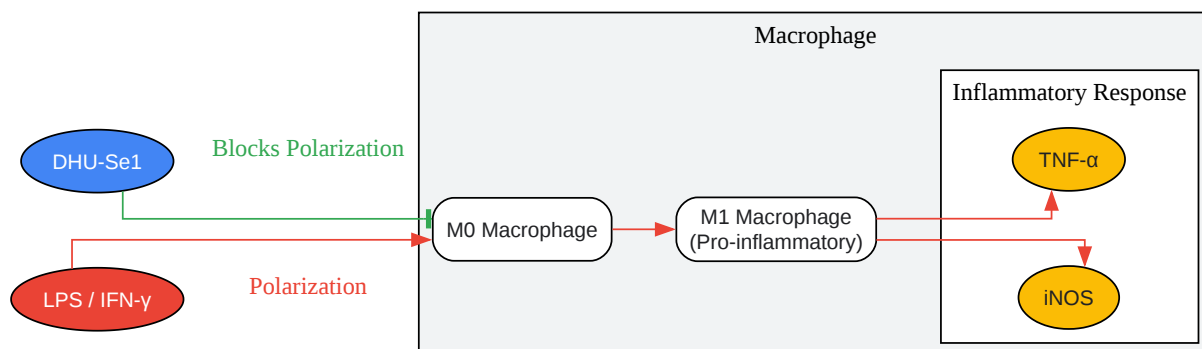 Macrophage
Inflammatory Response
DHU-Se1
Blocks Polarization
TNF-α
M0 Macrophage
M1 Macrophage
(Pro-inflammatory)
LPS / IFN-γ
Polarization
iNOS